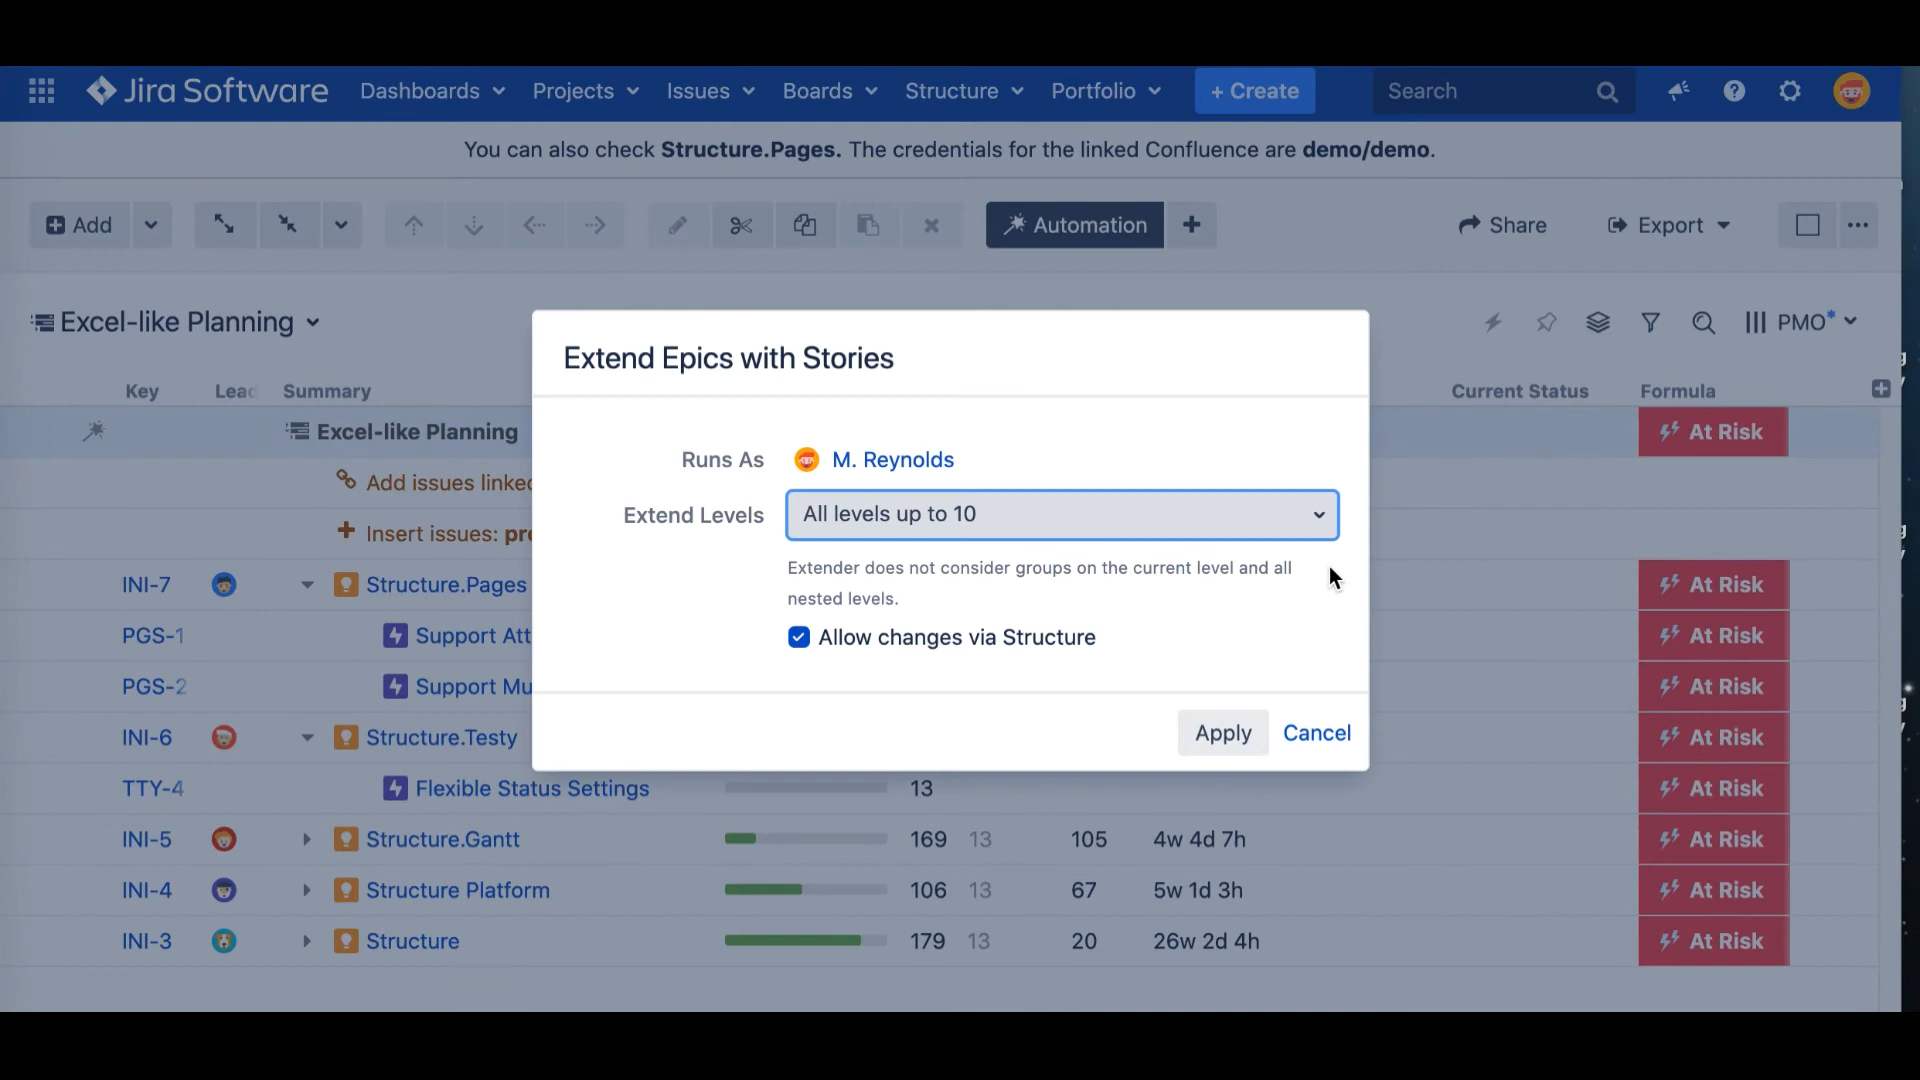 Jira Software Dashboards Projects Issues Boards Structure Portfolio + Create Search
You can also check Structure.Pages. The credentials for the linked Confluence are demo/demo.
Add Automation Share Export
Excel-like Planning PMO*
Key Lead Summary Current Status Formula
Excel-like Planning At Risk
Add issues linked
Insert issues: pro
INI-7 Structure.Pages At Risk
PGS-1 Support Att At Risk
PGS-2 Support Mu At Risk
INI-6 Structure.Testy At Risk
TTY-4 Flexible Status Settings 13 At Risk
INI-5 Structure.Gantt 169 13 105 4w 4d 7h At Risk
INI-4 Structure Platform 106 13 67 5w 1d 3h At Risk
INI-3 Structure 179 13 20 26w 2d 4h At Risk
Extend Epics with Stories
Runs As M. Reynolds
Extend Levels All levels up to 10
Extender does not consider groups on the current level and all
nested levels.
Allow changes via Structure
Apply Cancel